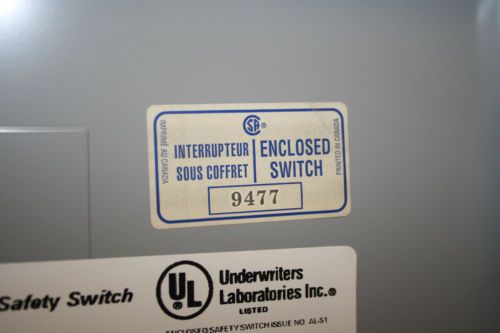 SA ®
INTERRUPTEUR
SOUS COFFRET
ENCLOSED
SWITCH
9477
IMPRIMÉ AU CANADA
PRINTED IN CANADA
Safety Switch
UL ®
Underwriters
Laboratories Inc.®
LISTED
ENCLOSED SAFETY SWITCH ISSUE NO. AL-51